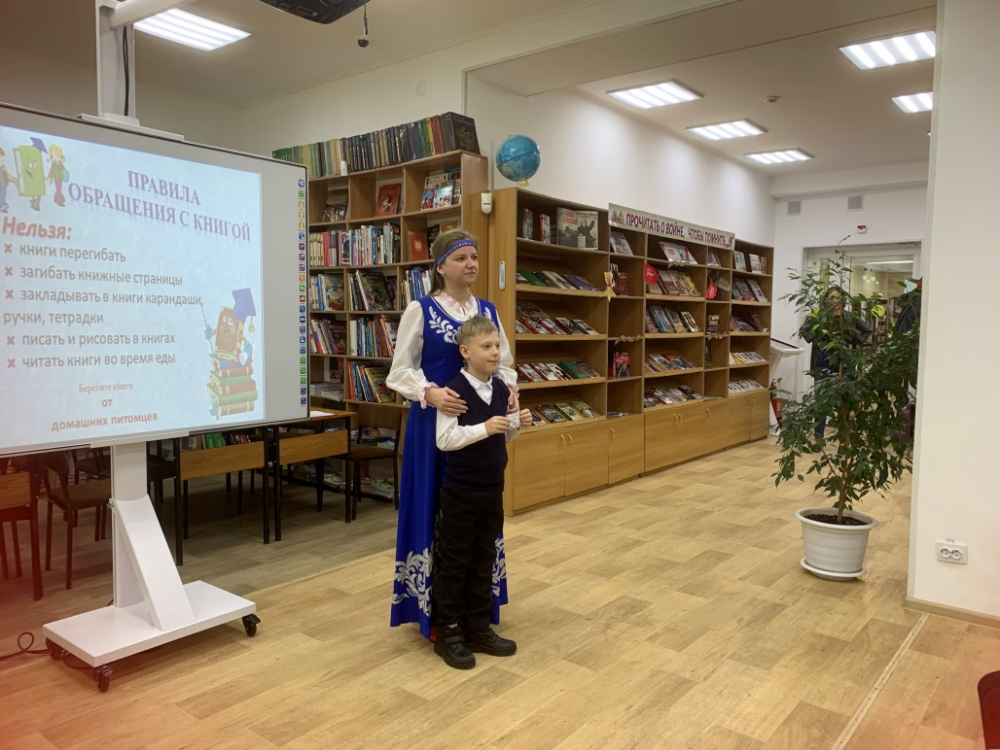 ПРАВИЛА
ОБРАЩЕНИЯ С КНИГОЙ
Нельзя:
✘ книги перегибать
✘ загибать книжные страницы
✘ закладывать в книги карандаши,
ручки, тетрадки
✘ писать и рисовать в книгах
✘ читать книги во время еды
Берегите книги
от
домашних питомцев
ПРОЧИТАТЬ О ВОЙНЕ, ЧТОБЫ ПОМНИТЬ...